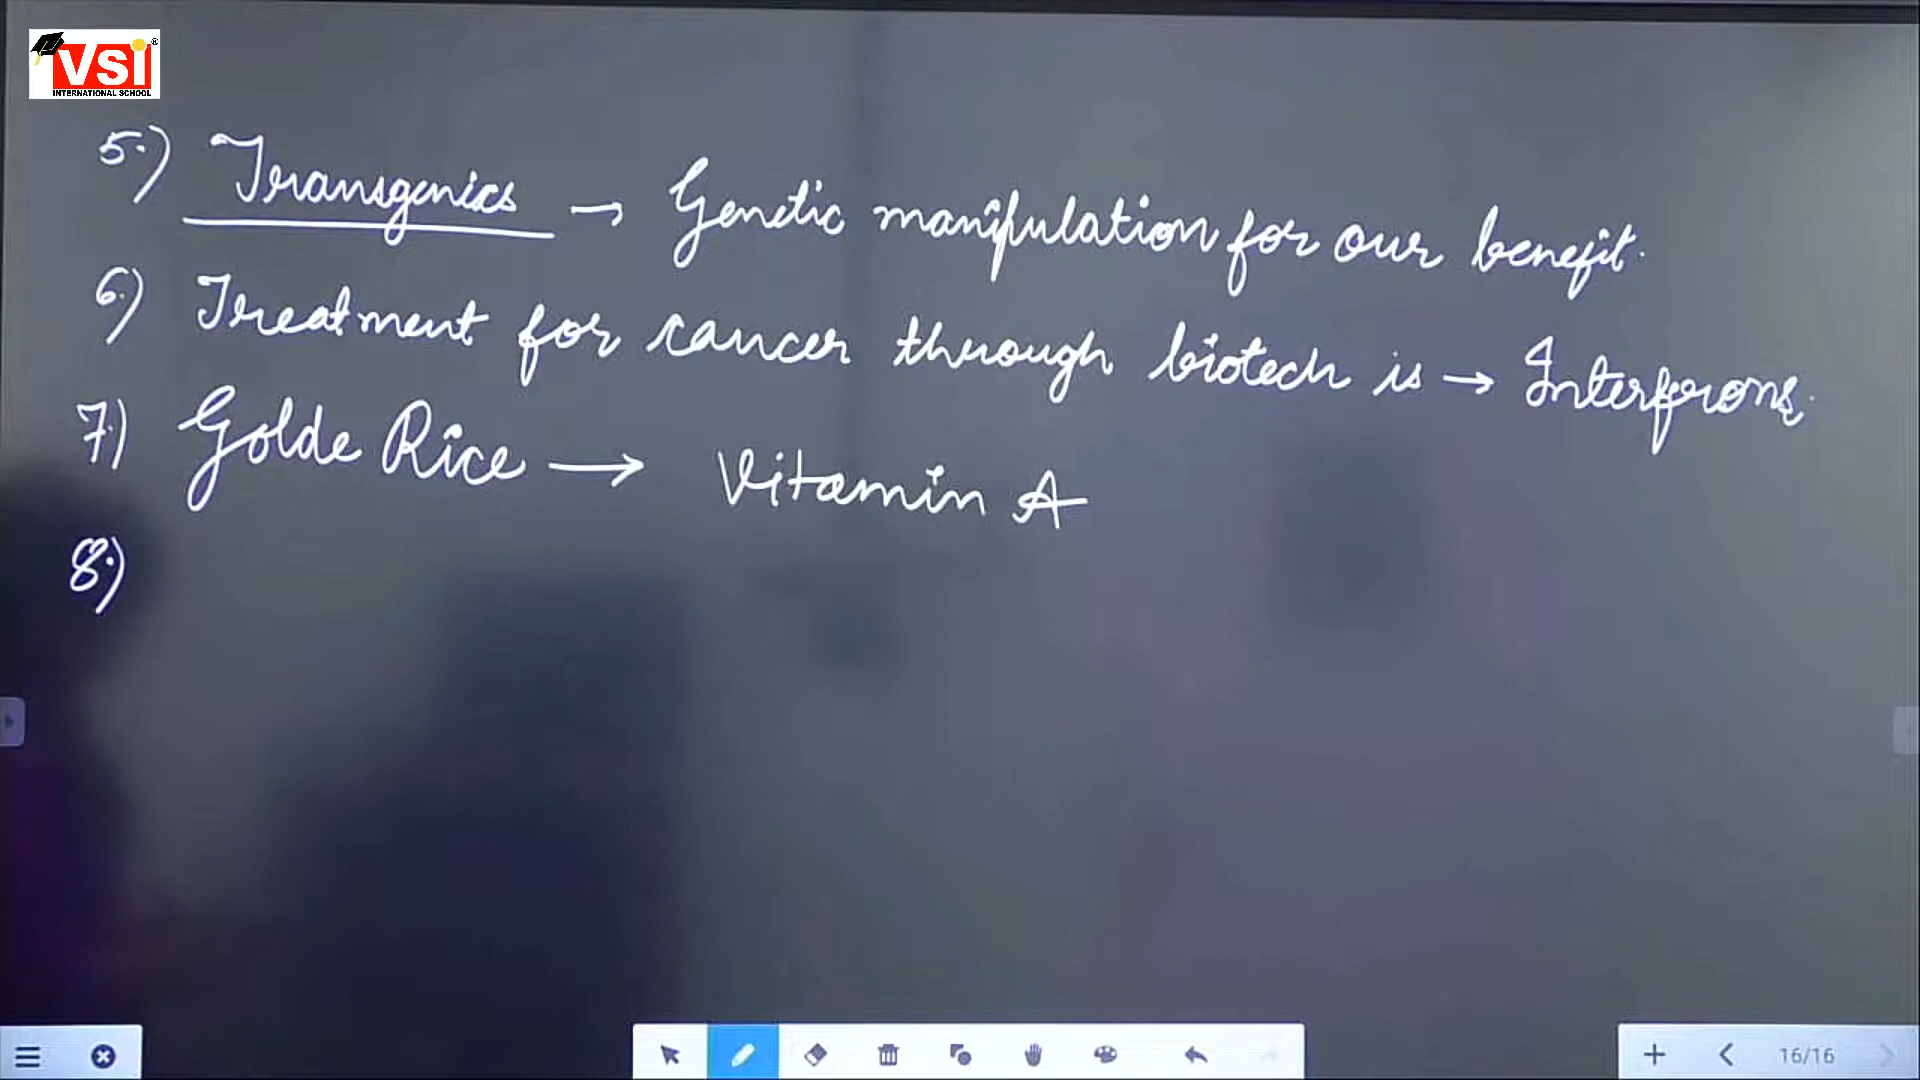 VSI
INTERNATIONAL SCHOOL
5.) Transgenics → Genetic manipulation for our benefit.
6.) Treatment for cancer through biotech is → Interferons.
7.) Golde Rice → Vitamin A
8.)
16/16